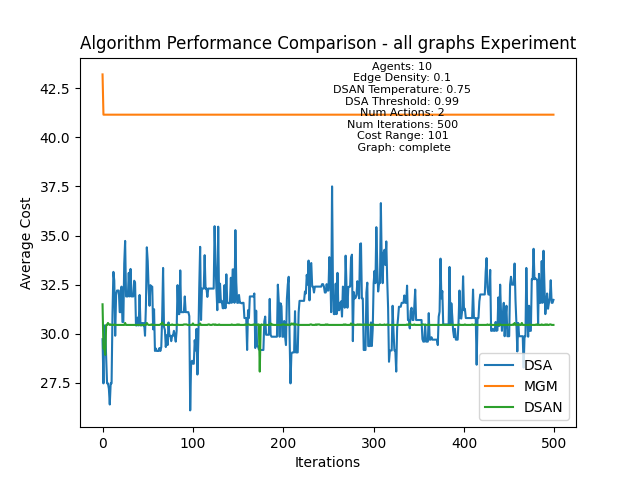 Algorithm Performance Comparison - all graphs Experiment
Agents: 10
Edge Density: 0.1
DSAN Temperature: 0.75
DSA Threshold: 0.99
Num Actions: 2
Num Iterations: 500
Cost Range: 101
Graph: complete
42.5
40.0
37.5
35.0
32.5
30.0
27.5
Average Cost
DSA
MGM
DSAN
0
100
200
300
400
500
Iterations